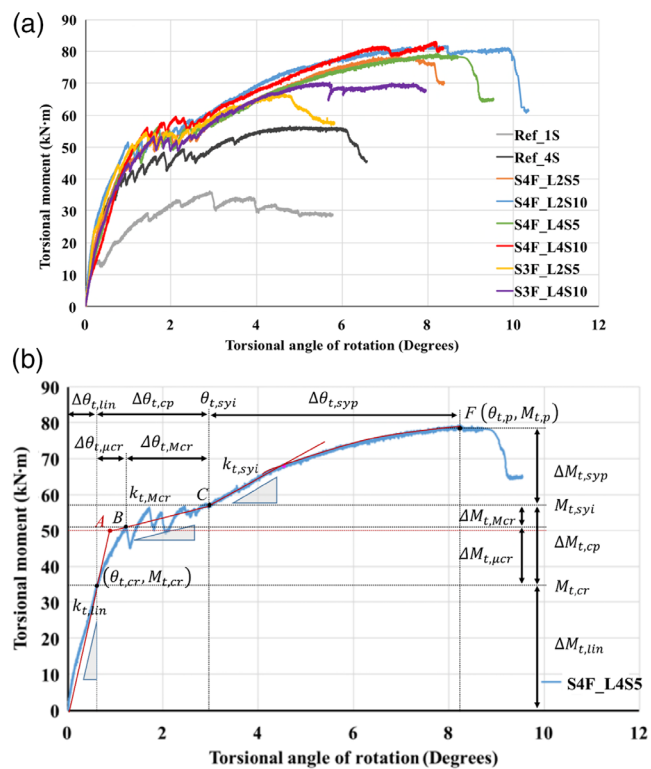 (a)
90
80
70
60
50
40
30
20
10
0
Torsional moment (kN·m)
Ref_1S
Ref_4S
S4F_L2S5
S4F_L2S10
S4F_L4S5
S4F_L4S10
S3F_L2S5
S3F_L4S10
0 2 4 6 8 10 12
Torsional angle of rotation (Degrees)
(b)
Δθt,lin Δθt,cp θt,syi Δθt,syp
F (θt,p, Mt,p)
Δθt,μcr Δθt,Mcr
90
80
70
60
50
40
30
20
10
0
Torsional moment (kN·m)
kt,Mcr C kt,syi
A B
(θt,cr, Mt,cr)
kt,lin
ΔMt,syp
Mt,syi
ΔMt,Mcr
ΔMt,cp
ΔMt,μcr
Mt,cr
ΔMt,lin
S4F_L4S5
0 2 4 6 8 10 12
Torsional angle of rotation (Degrees)